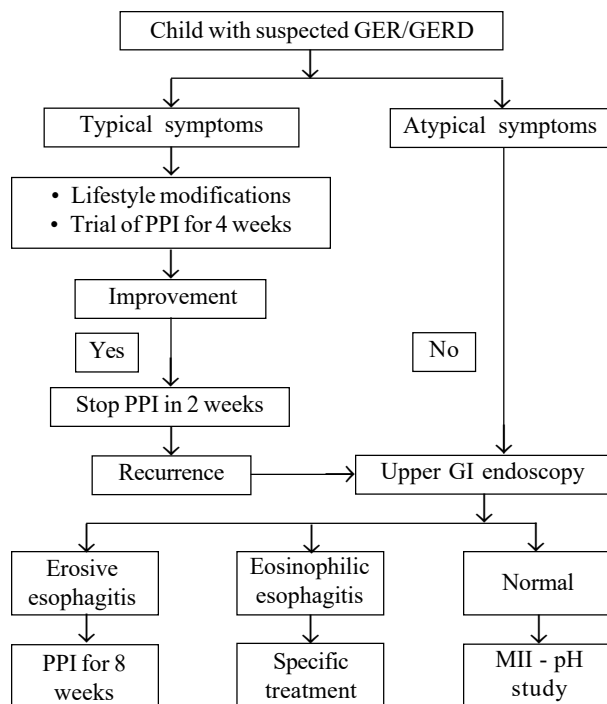 Child with suspected GER/GERD
Typical symptoms
Atypical symptoms
• Lifestyle modifications
• Trial of PPI for 4 weeks
Improvement
Yes
No
Stop PPI in 2 weeks
Recurrence
Upper GI endoscopy
Erosive
esophagitis
Eosinophilic
esophagitis
Normal
PPI for 8
weeks
Specific
treatment
MII - pH
study